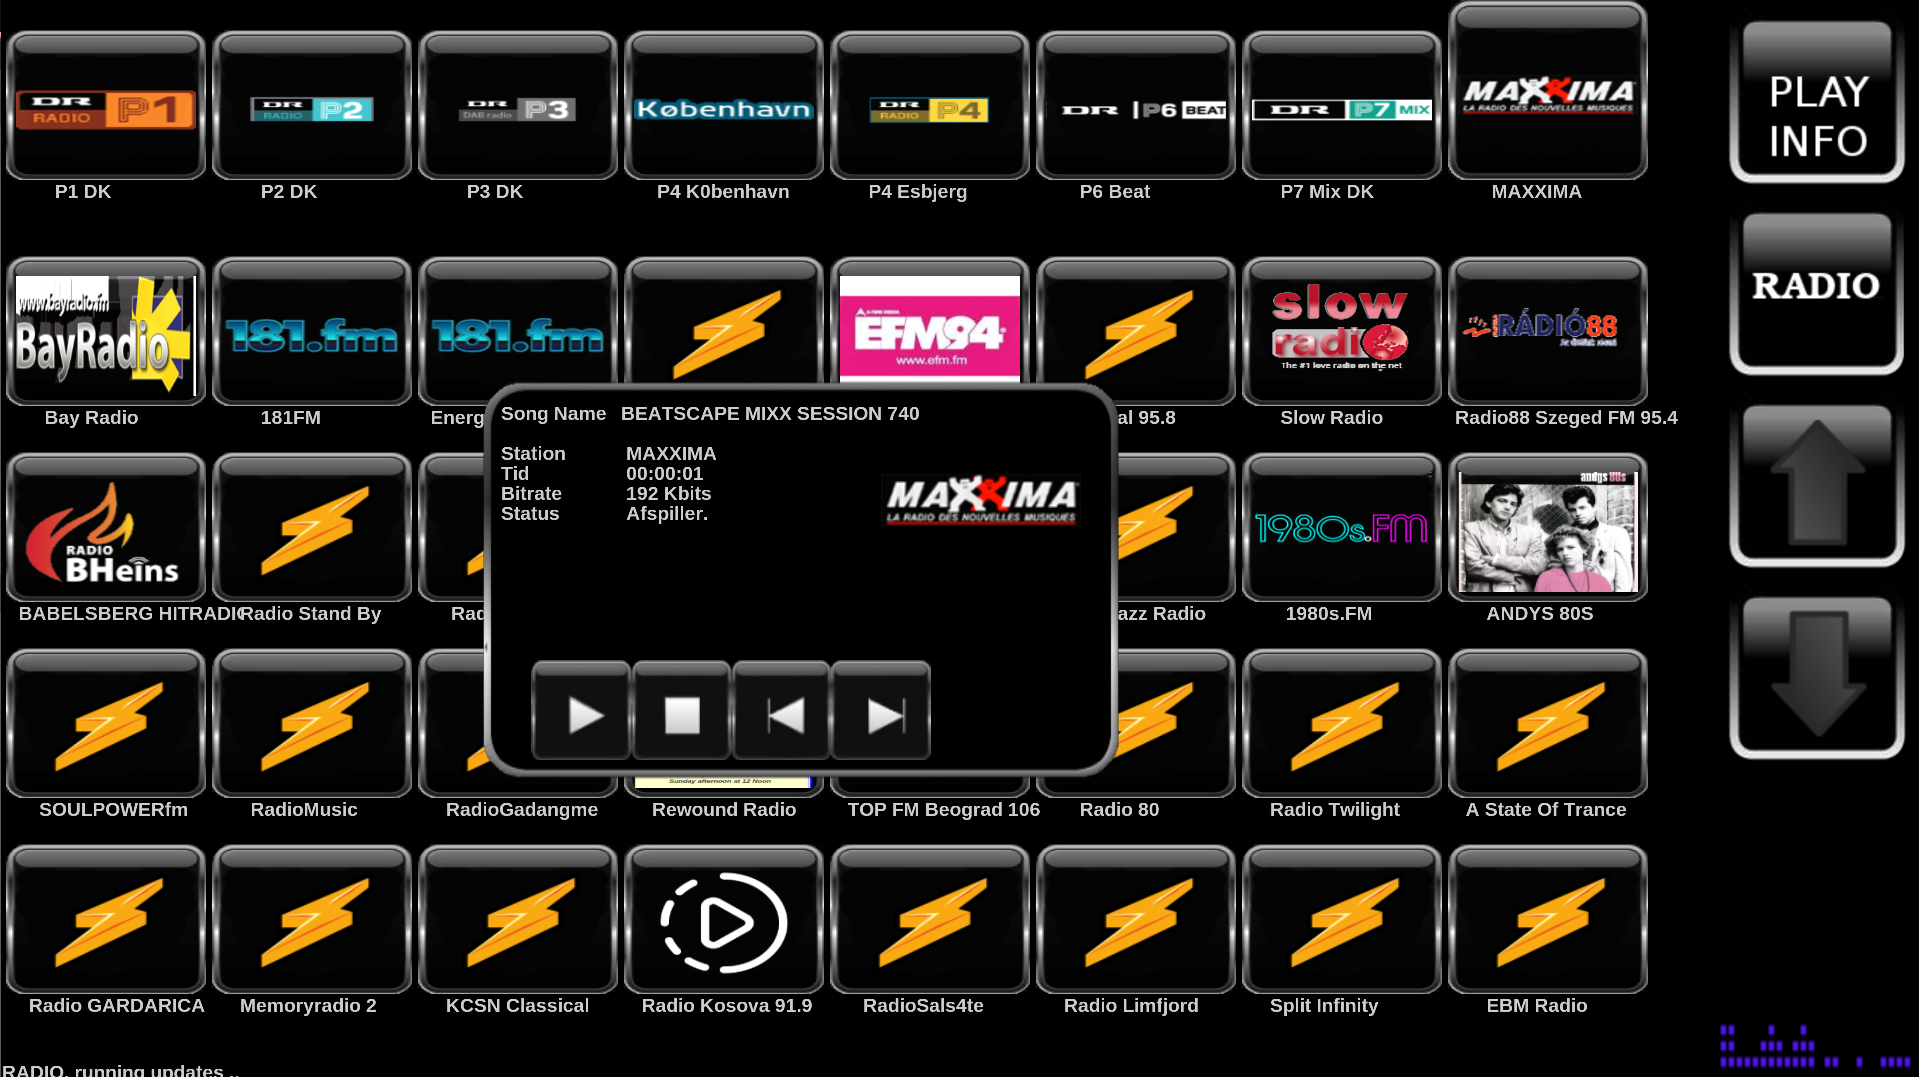 DR RADIO P1
DR RADIO P2
DR DAB radio P3
København
DR RADIO P4
DR P6 BEAT
DR P7 MIX
MAXXIMA
LA RADIO DES NOUVELLES MUSIQUES
P1 DK
P2 DK
P3 DK
P4 K0benhavn
P4 Esbjerg
P6 Beat
P7 Mix DK
MAXXIMA
PLAY
INFO
RADIO
www.bayradio.fm
BayRadio
181.fm
181.fm
A-TIME MEDIA
EFM94
www.efm.fm
slow
radio
The #1 love radio on the net
RÁDIÓ88
Bay Radio
181FM
Energ
al 95.8
Slow Radio
Radio88 Szeged FM 95.4
Song Name BEATSCAPE MIXX SESSION 740
Station MAXXIMA
Tid 00:00:01
Bitrate 192 Kbits
Status Afspiller.
MAXXIMA
LA RADIO DES NOUVELLES MUSIQUES
RADIO
BHeins
1980s.FM
andys 80s
BABELSBERG HITRADIO
Radio Stand By
Rad
azz Radio
1980s.FM
ANDYS 80S
Sunday afternoon at 12 Noon
SOULPOWERfm
RadioMusic
RadioGadangme
Rewound Radio
TOP FM Beograd 106
Radio 80
Radio Twilight
A State Of Trance
Radio GARDARICA
Memoryradio 2
KCSN Classical
Radio Kosova 91.9
RadioSals4te
Radio Limfjord
Split Infinity
EBM Radio
RADIO, running updates ..